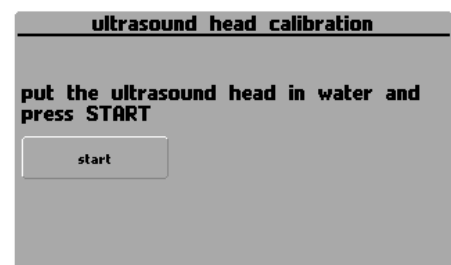 ultrasound head calibration
put the ultrasound head in water and
press START
start